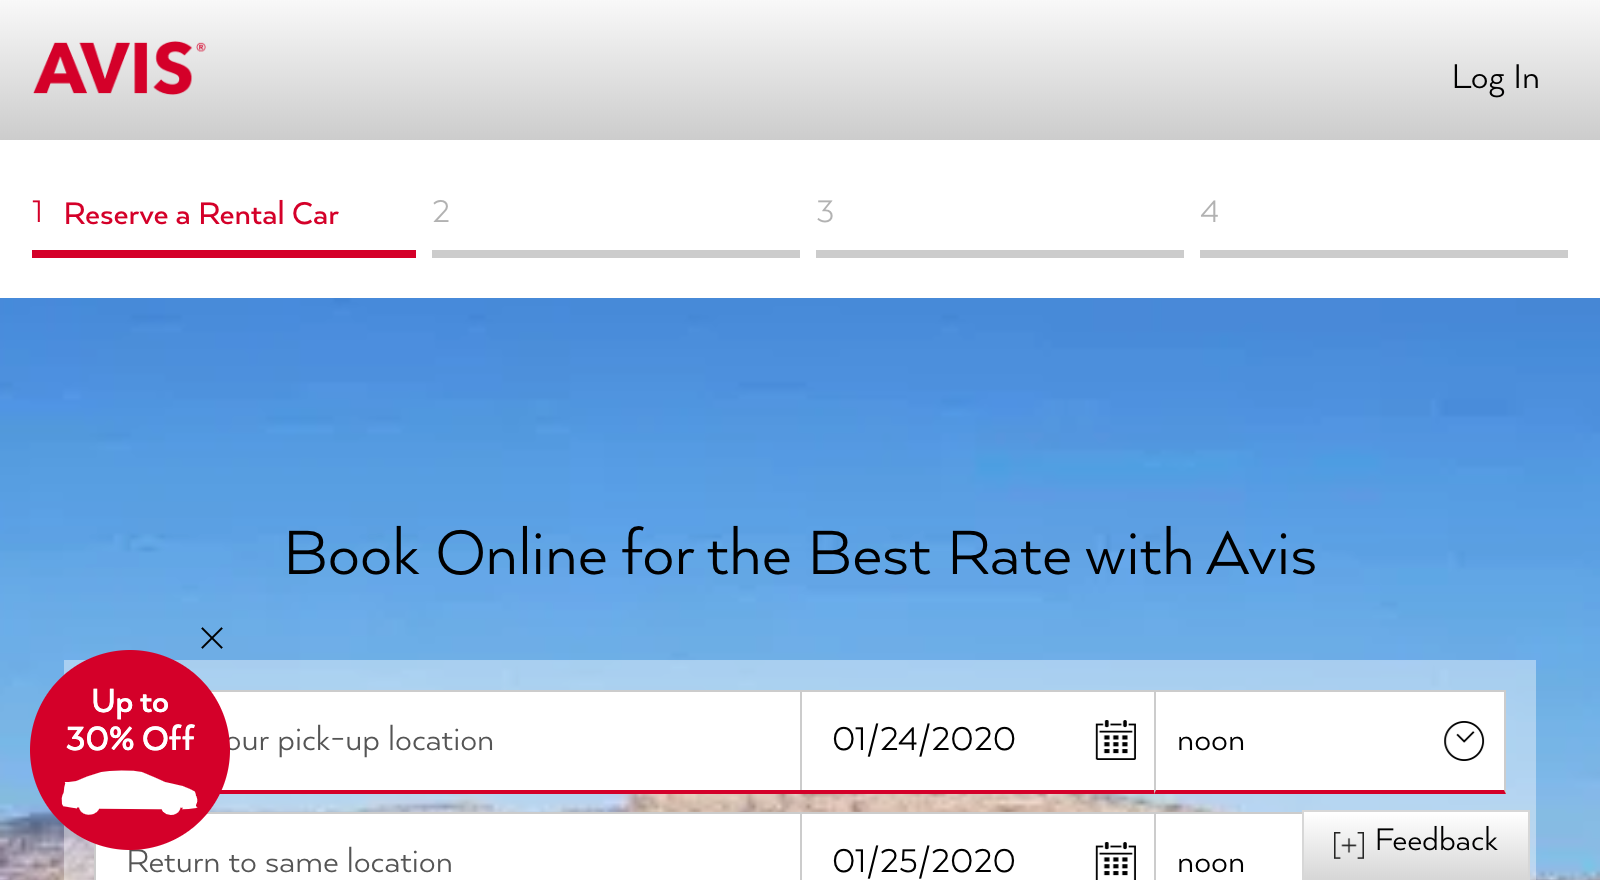 AVIS®
Log In
1 Reserve a Rental Car
2
3
4
Book Online for the Best Rate with Avis
Up to
30% Off
pick-up location
01/24/2020
noon
Return to same location
01/25/2020
noon
[+] Feedback